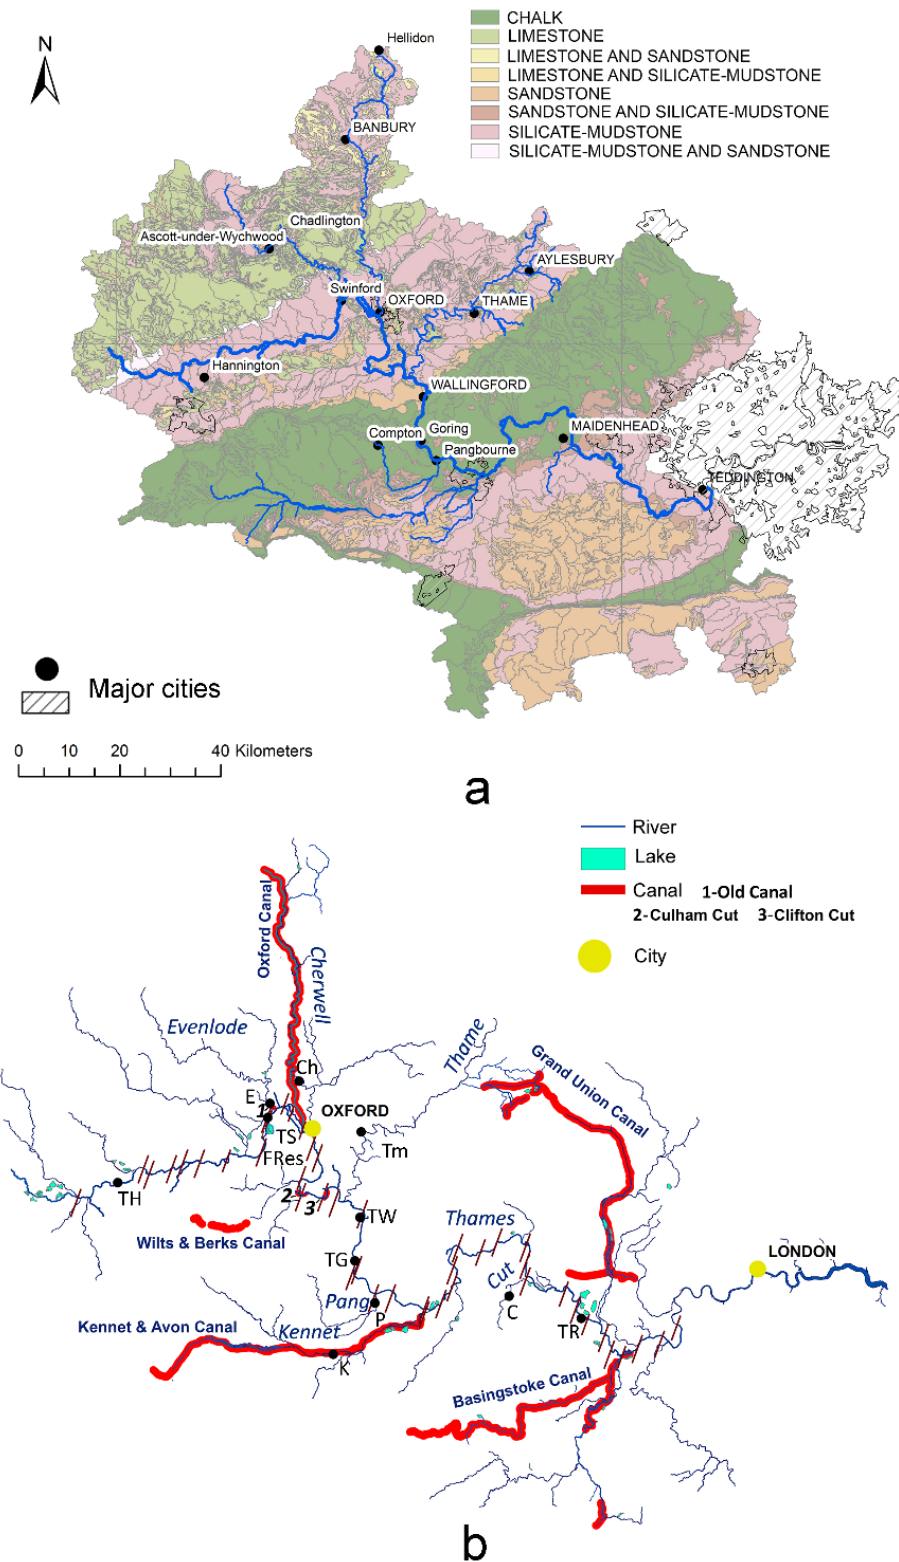 N
CHALK
LIMESTONE
LIMESTONE AND SANDSTONE
LIMESTONE AND SILICATE-MUDSTONE
SANDSTONE
SANDSTONE AND SILICATE-MUDSTONE
SILICATE-MUDSTONE
SILICATE-MUDSTONE AND SANDSTONE
Hellidon
BANBURY
Chadlington
Ascott-under-Wychwood
AYLESBURY
Swinford
OXFORD
THAME
Hannington
WALLINGFORD
Compton
Goring
MAIDENHEAD
Pangbourne
TEDDINGTON
Major cities
0 10 20 40 Kilometers
a
River
Lake
Canal 1-Old Canal
2-Culham Cut 3-Clifton Cut
City
Oxford Canal
Cherwell
Evenlode
Thame
Grand Union Canal
Ch
E
1
OXFORD
TS
Tm
FRes
TH
2
3
TW
Thames
Wilts & Berks Canal
LONDON
TG
Cut
Pang
P
C
Kennet & Avon Canal
Kennet
TR
K
Basingstoke Canal
b